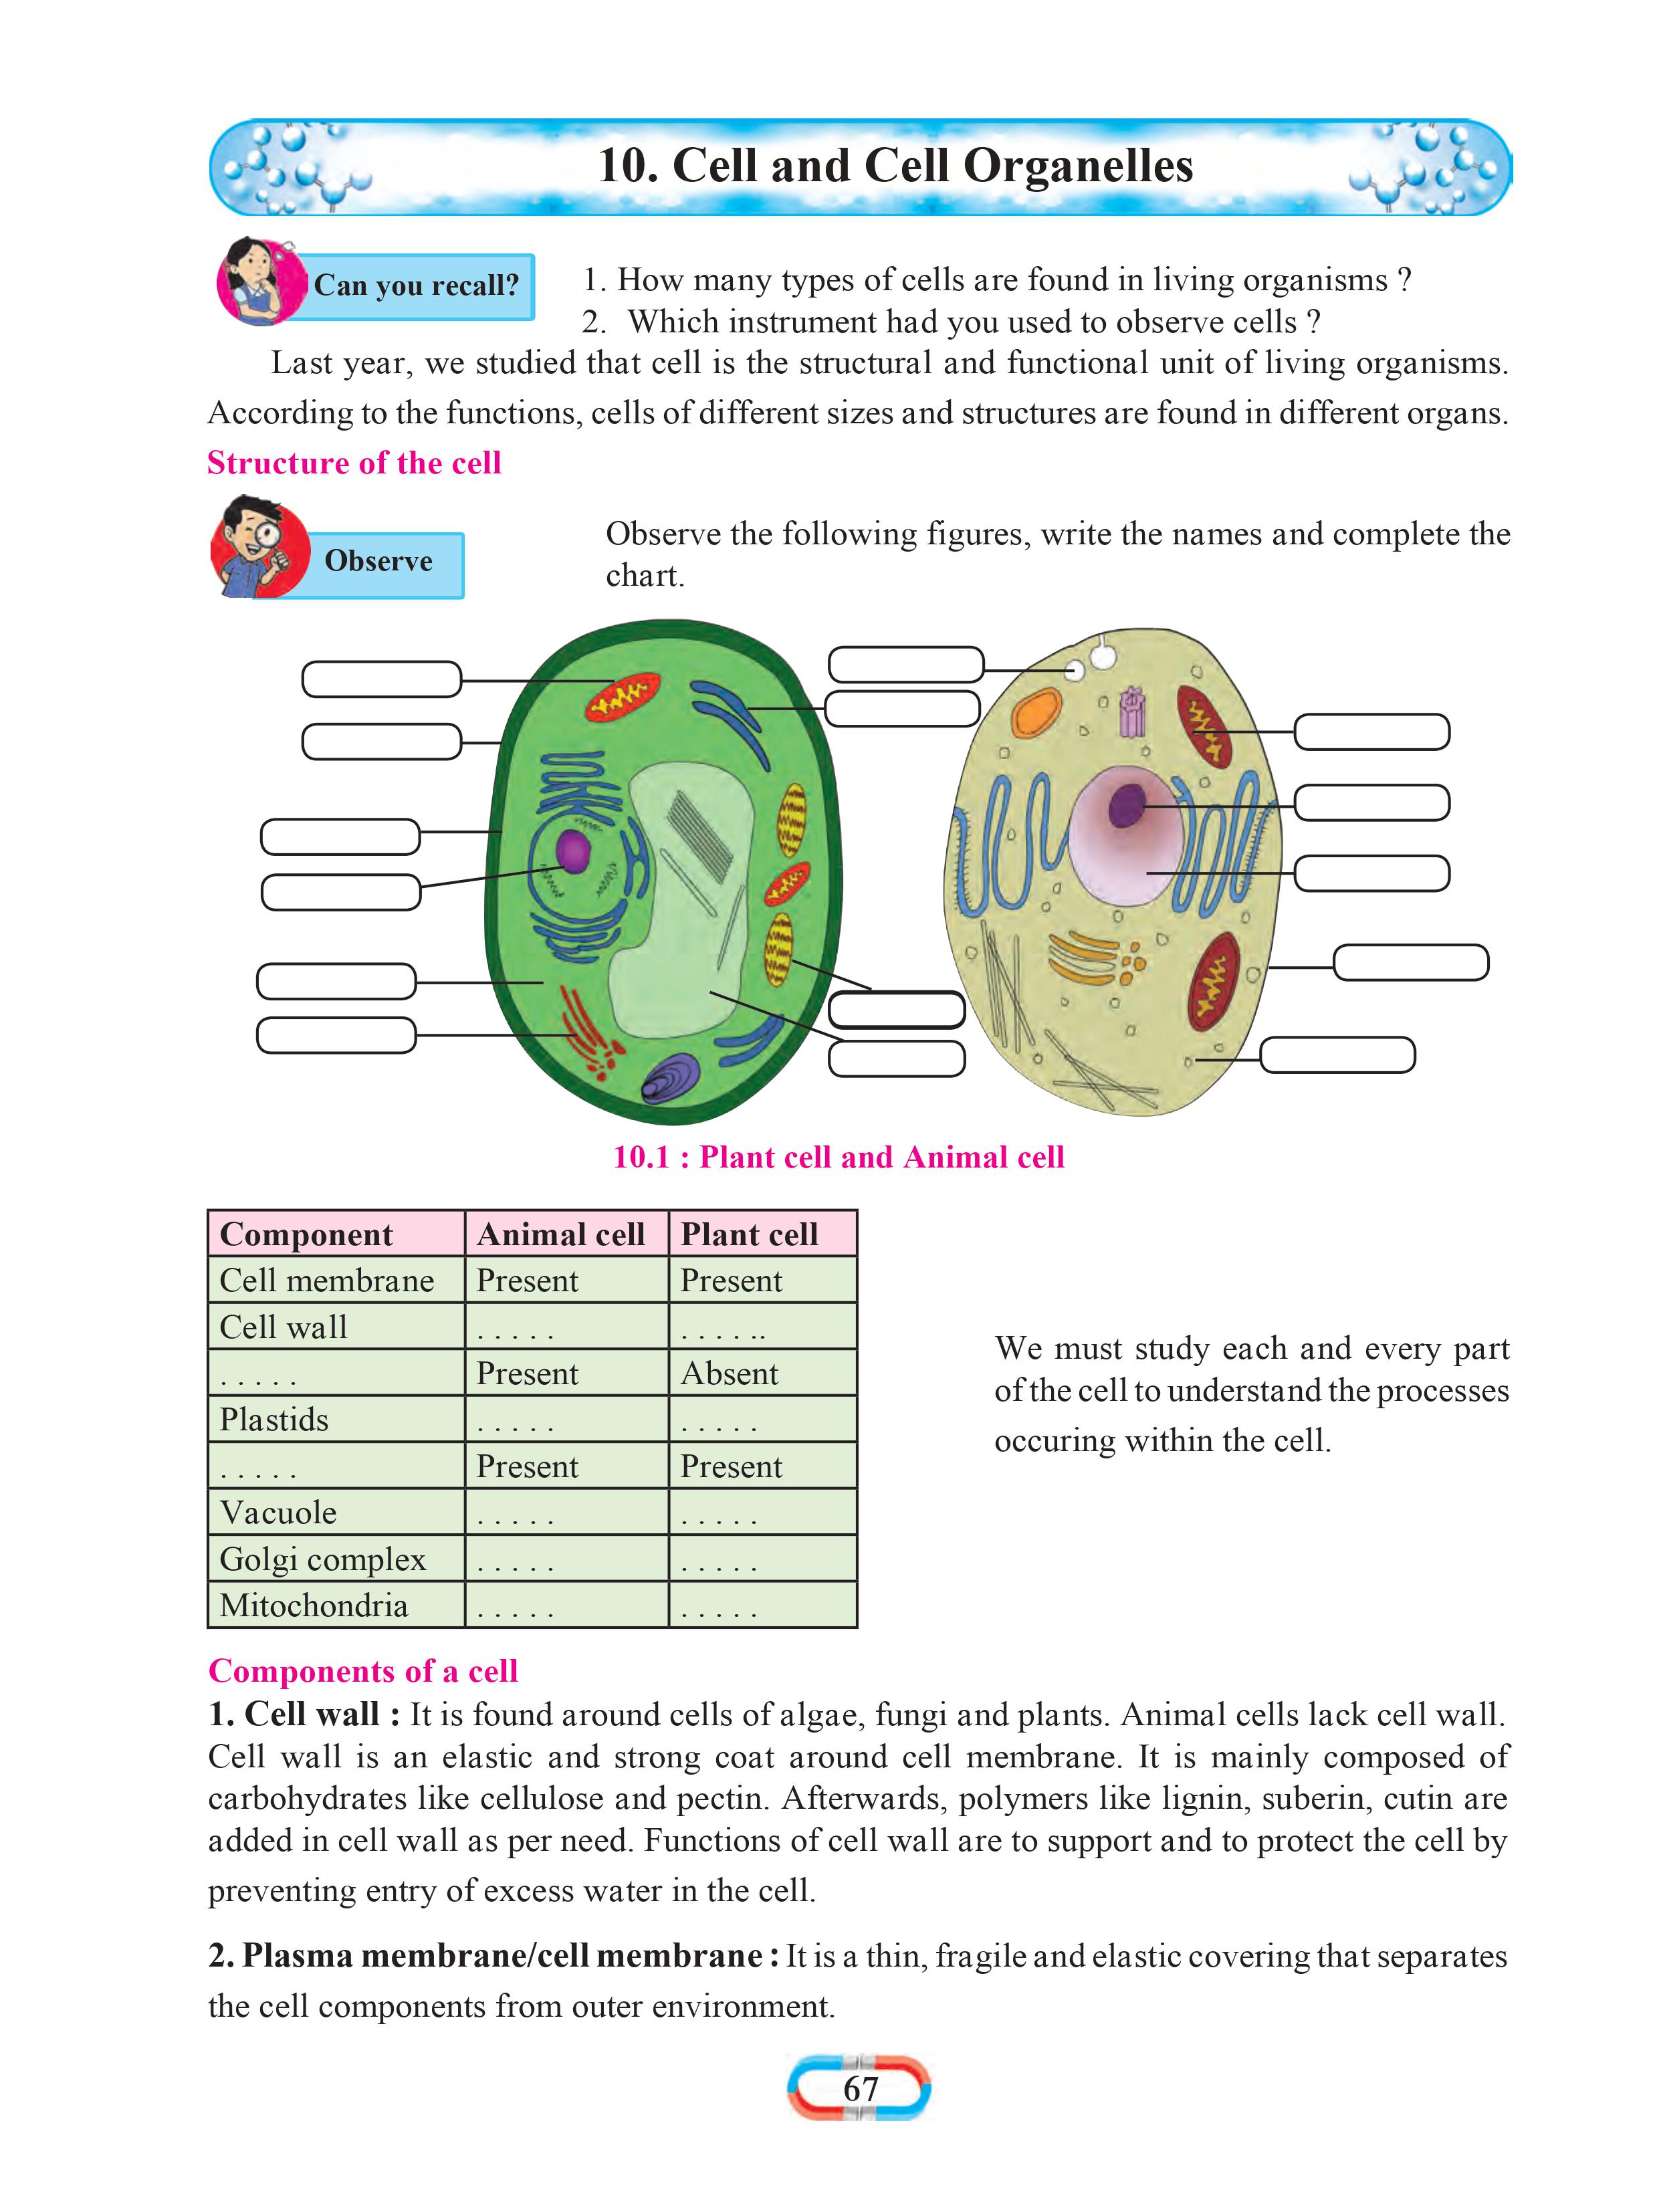 10. Cell and Cell Organelles
Can you recall?
1. How many types of cells are found in living organisms ?
2. Which instrument had you used to observe cells ?
Last year, we studied that cell is the structural and functional unit of living organisms.
According to the functions, cells of different sizes and structures are found in different organs.
Structure of the cell
Observe
Observe the following figures, write the names and complete the
chart.
10.1 : Plant cell and Animal cell
Component Animal cell Plant cell
Cell membrane Present Present
Cell wall . . . . . . . . . ..
. . . . . Present Absent
Plastids . . . . . . . . . .
. . . . . Present Present
Vacuole . . . . . . . . . .
Golgi complex . . . . . . . . . .
Mitochondria . . . . . . . . . .
We must study each and every part
of the cell to understand the processes
occuring within the cell.
Components of a cell
1. Cell wall : It is found around cells of algae, fungi and plants. Animal cells lack cell wall.
Cell wall is an elastic and strong coat around cell membrane. It is mainly composed of
carbohydrates like cellulose and pectin. Afterwards, polymers like lignin, suberin, cutin are
added in cell wall as per need. Functions of cell wall are to support and to protect the cell by
preventing entry of excess water in the cell.
2. Plasma membrane/cell membrane : It is a thin, fragile and elastic covering that separates
the cell components from outer environment.
67